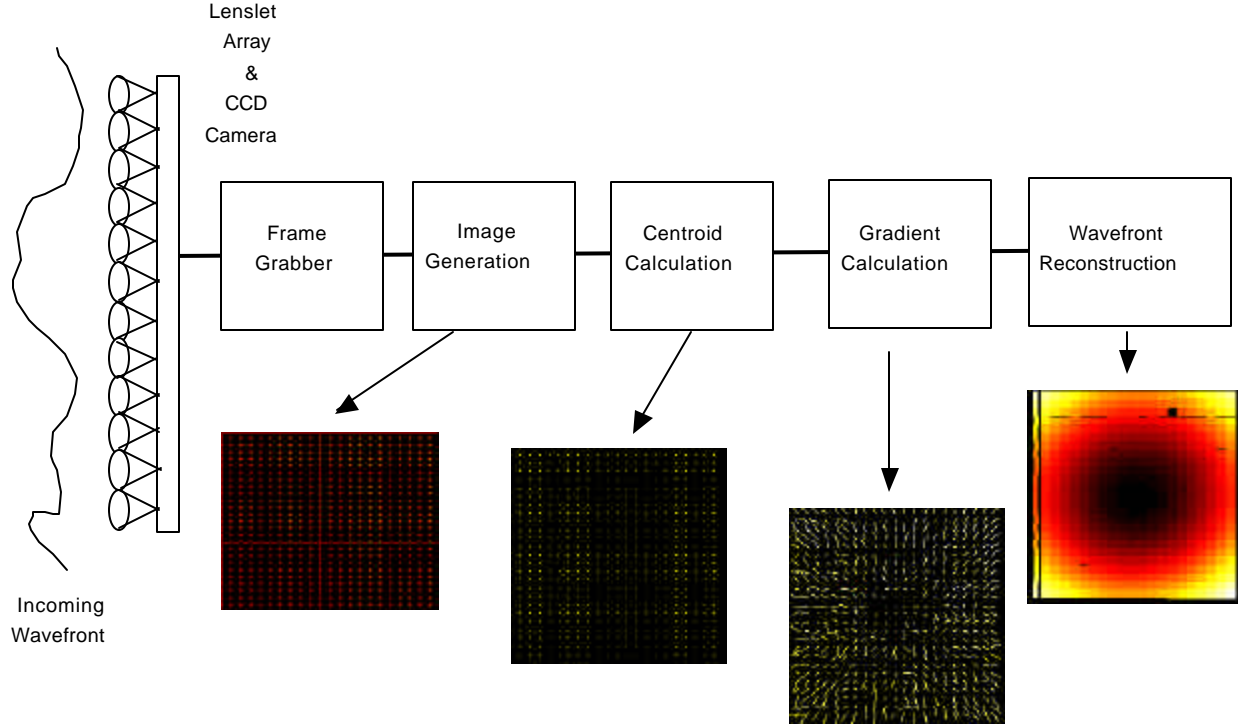 Lenslet
Array
&
CCD
Camera
Frame
Grabber
Image
Generation
Centroid
Calculation
Gradient
Calculation
Wavefront
Reconstruction
Incoming
Wavefront